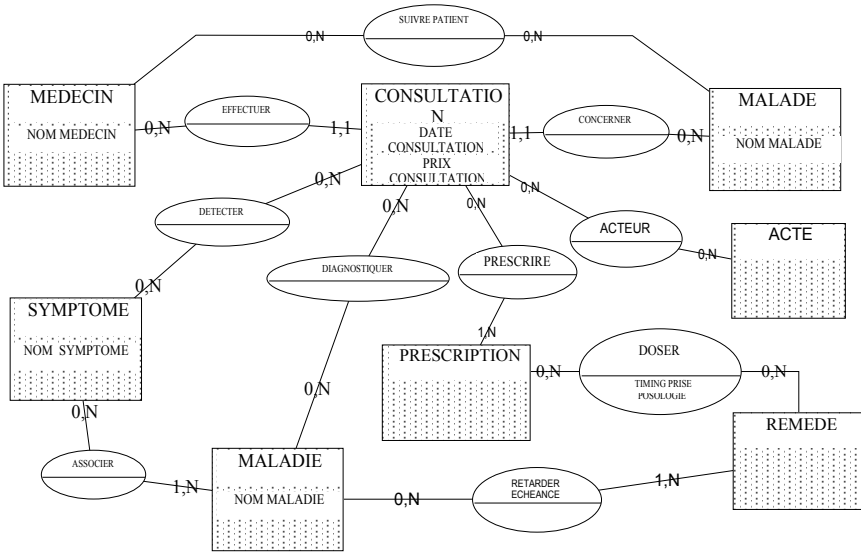 SUIVRE PATIENT
0,N
0,N
MEDECIN
NOM MEDECIN
0,N
EFFECTUER
1,1
CONSULTATIO
N
DATE
CONSULTATION
PRIX
CONSULTATION
1,1
CONCERNER
0,N
MALADE
NOM MALADE
0,N
DETECTER
0,N
0,N
DIAGNOSTIQUER
0,N
0,N
PRESCRIRE
1,N
0,N
ACTEUR
0,N
ACTE
SYMPTOME
NOM SYMPTOME
PRESCRIPTION
0,N
DOSER
TIMING PRISE
POSOLOGIE
0,N
REMEDE
0,N
ASSOCIER
1,N
MALADIE
NOM MALADIE
0,N
RETARDER
ECHEANCE
1,N